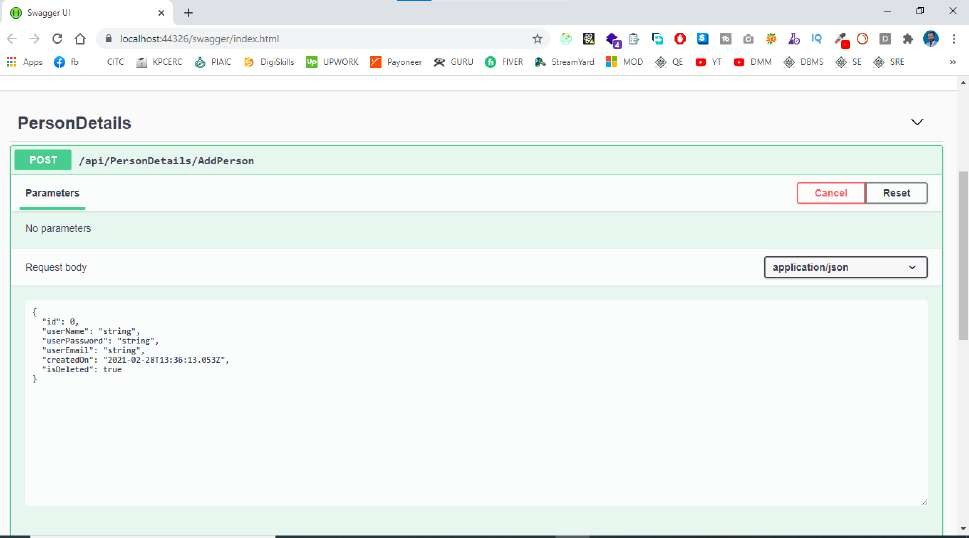 Swagger UI
localhost:44326/swagger/index.html
Apps fb CITC KPCERC PIAIC DigiSkills Up UPWORK Payoneer GURU FIVER StreamYard MOD QE YT DMM DBMS SE SRE »
PersonDetails
POST /api/PersonDetails/AddPerson
Parameters Cancel Reset
No parameters
Request body application/json
{
"id": 0,
"userName": "string",
"userPassword": "string",
"userEmail": "string",
"createdOn": "2021-02-28T13:36:13.053Z",
"isDeleted": true
}